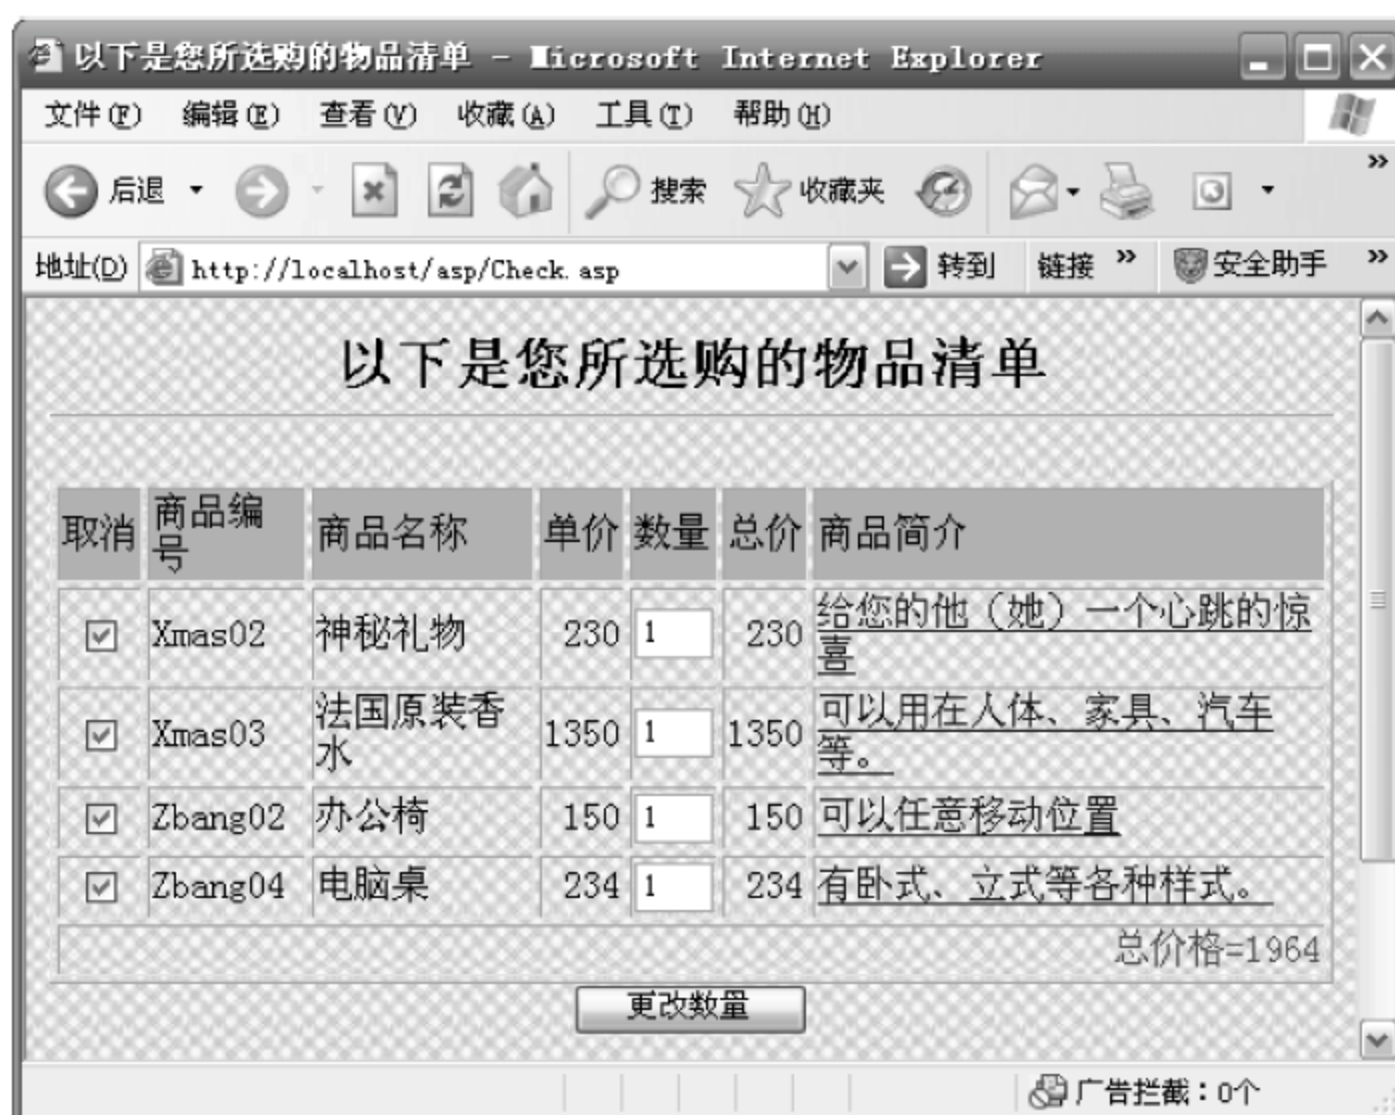 以下是您所选购的物品清单 - Microsoft Internet Explorer
文件(F) 编辑(E) 查看(V) 收藏(A) 工具(T) 帮助(H)
后退 搜索 收藏夹 »
地址(D) http://localhost/asp/Check.asp 转到 链接 » 安全助手 »
以下是您所选购的物品清单
取消 商品编 商品名称 单价 数量 总价 商品简介
号
Xmas02 神秘礼物 230 1 230 给您的他（她）一个心跳的惊
喜
Xmas03 法国原装香 1350 1 1350 可以用在人体、家具、汽车
水 等。
Zbang02 办公椅 150 1 150 可以任意移动位置
Zbang04 电脑桌 234 1 234 有卧式、立式等各种样式。
总价格=1964
更改数量
广告拦截：0个